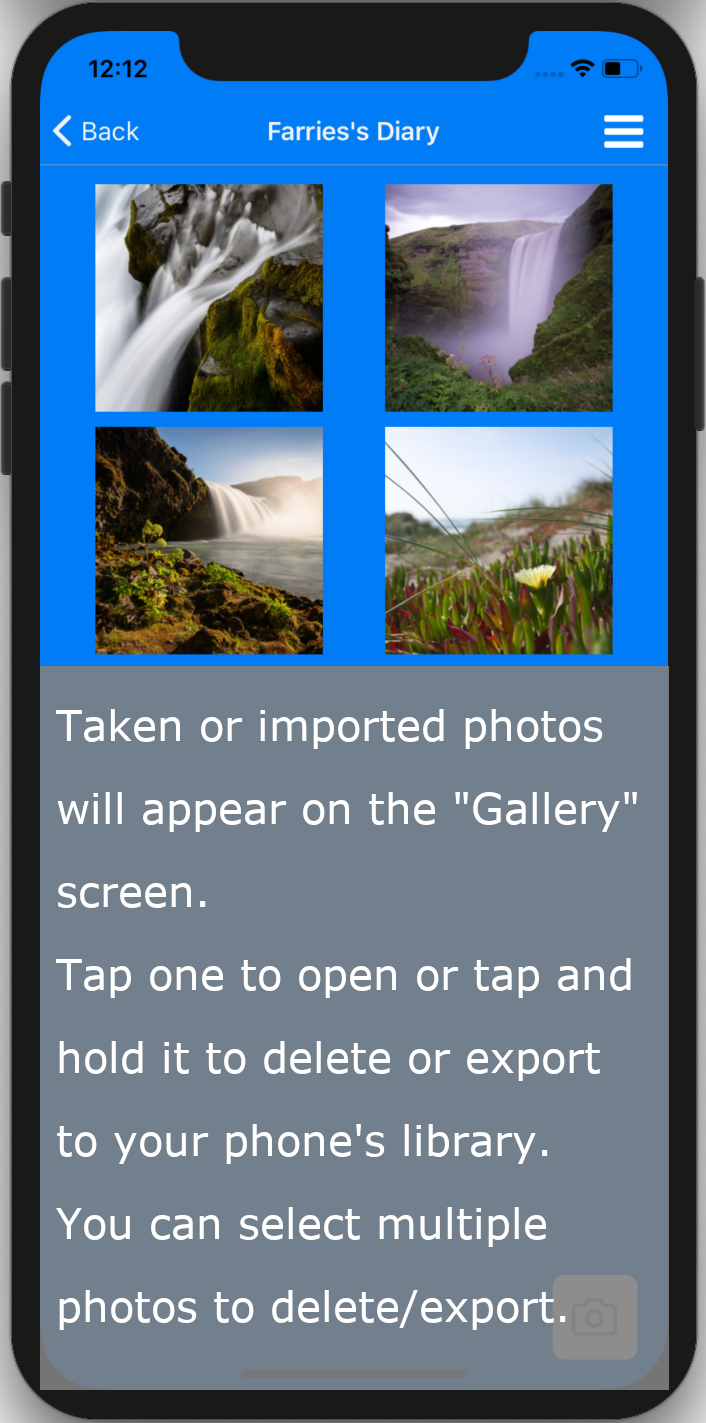 12:12
Back Farries's Diary
Taken or imported photos
will appear on the "Gallery"
screen.
Tap one to open or tap and
hold it to delete or export
to your phone's library.
You can select multiple
photos to delete/export.